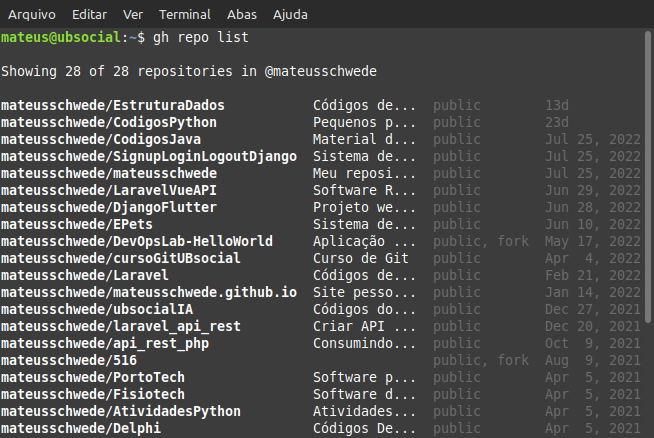 Arquivo Editar Ver Terminal Abas Ajuda
mateus@ubsocial:~$ gh repo list
Showing 28 of 28 repositories in @mateusschwede
mateusschwede/EstruturaDados Códigos de... public 13d
mateusschwede/CodigosPython Pequenos p... public 23d
mateusschwede/CodigosJava Material d... public Jul 25, 2022
mateusschwede/SignupLoginLogoutDjango Sistema de... public Jul 25, 2022
mateusschwede/mateusschwede Meu reposi... public Jul 25, 2022
mateusschwede/LaravelVueAPI Software R... public Jun 29, 2022
mateusschwede/DjangoFlutter Projeto we... public Jun 28, 2022
mateusschwede/EPets Sistema de... public Jun 10, 2022
mateusschwede/DevOpsLab-HelloWorld Aplicação ... public, fork May 17, 2022
mateusschwede/cursoGitUBsocial Curso de Git public Apr 4, 2022
mateusschwede/Laravel Códigos de... public Feb 21, 2022
mateusschwede/mateusschwede.github.io Site pesso... public Jan 14, 2022
mateusschwede/ubsocialIA Códigos do... public Dec 27, 2021
mateusschwede/laravel_api_rest Criar API ... public Dec 20, 2021
mateusschwede/api_rest_php Consumindo... public Oct 9, 2021
mateusschwede/516 public, fork Aug 9, 2021
mateusschwede/PortoTech Software p... public Apr 5, 2021
mateusschwede/Fisiotech Software d... public Apr 5, 2021
mateusschwede/AtividadesPython Atividades... public Apr 5, 2021
mateusschwede/Delphi Códigos De... public Apr 5, 2021